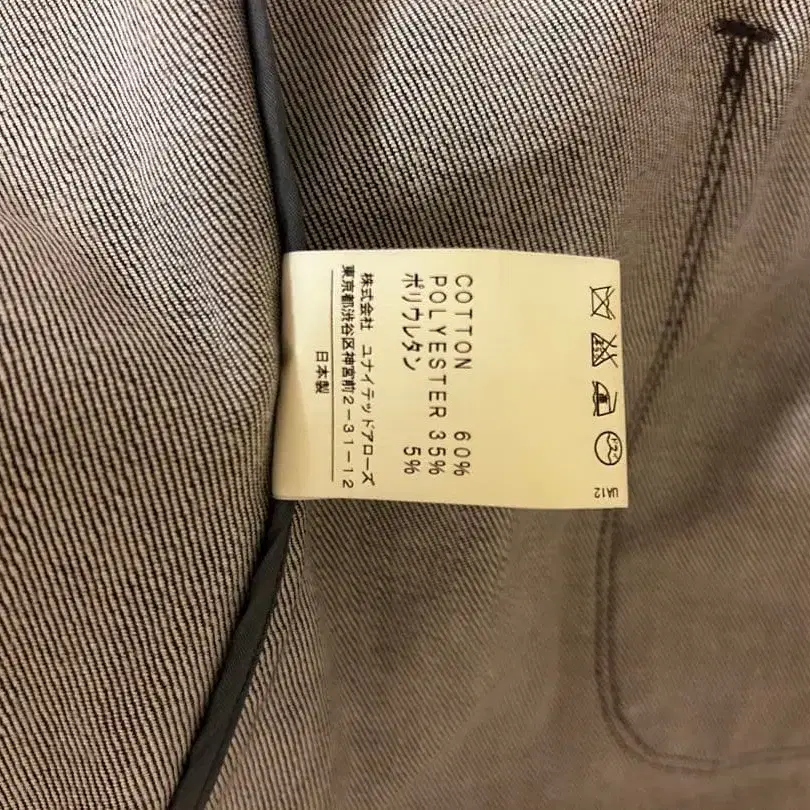 UA12
COTTON 60%
POLYESTER 35%
ポリウレタン 5%
株式会社 ユナイテッドアローズ
東京都渋谷区神宮前2-31-12
日本製